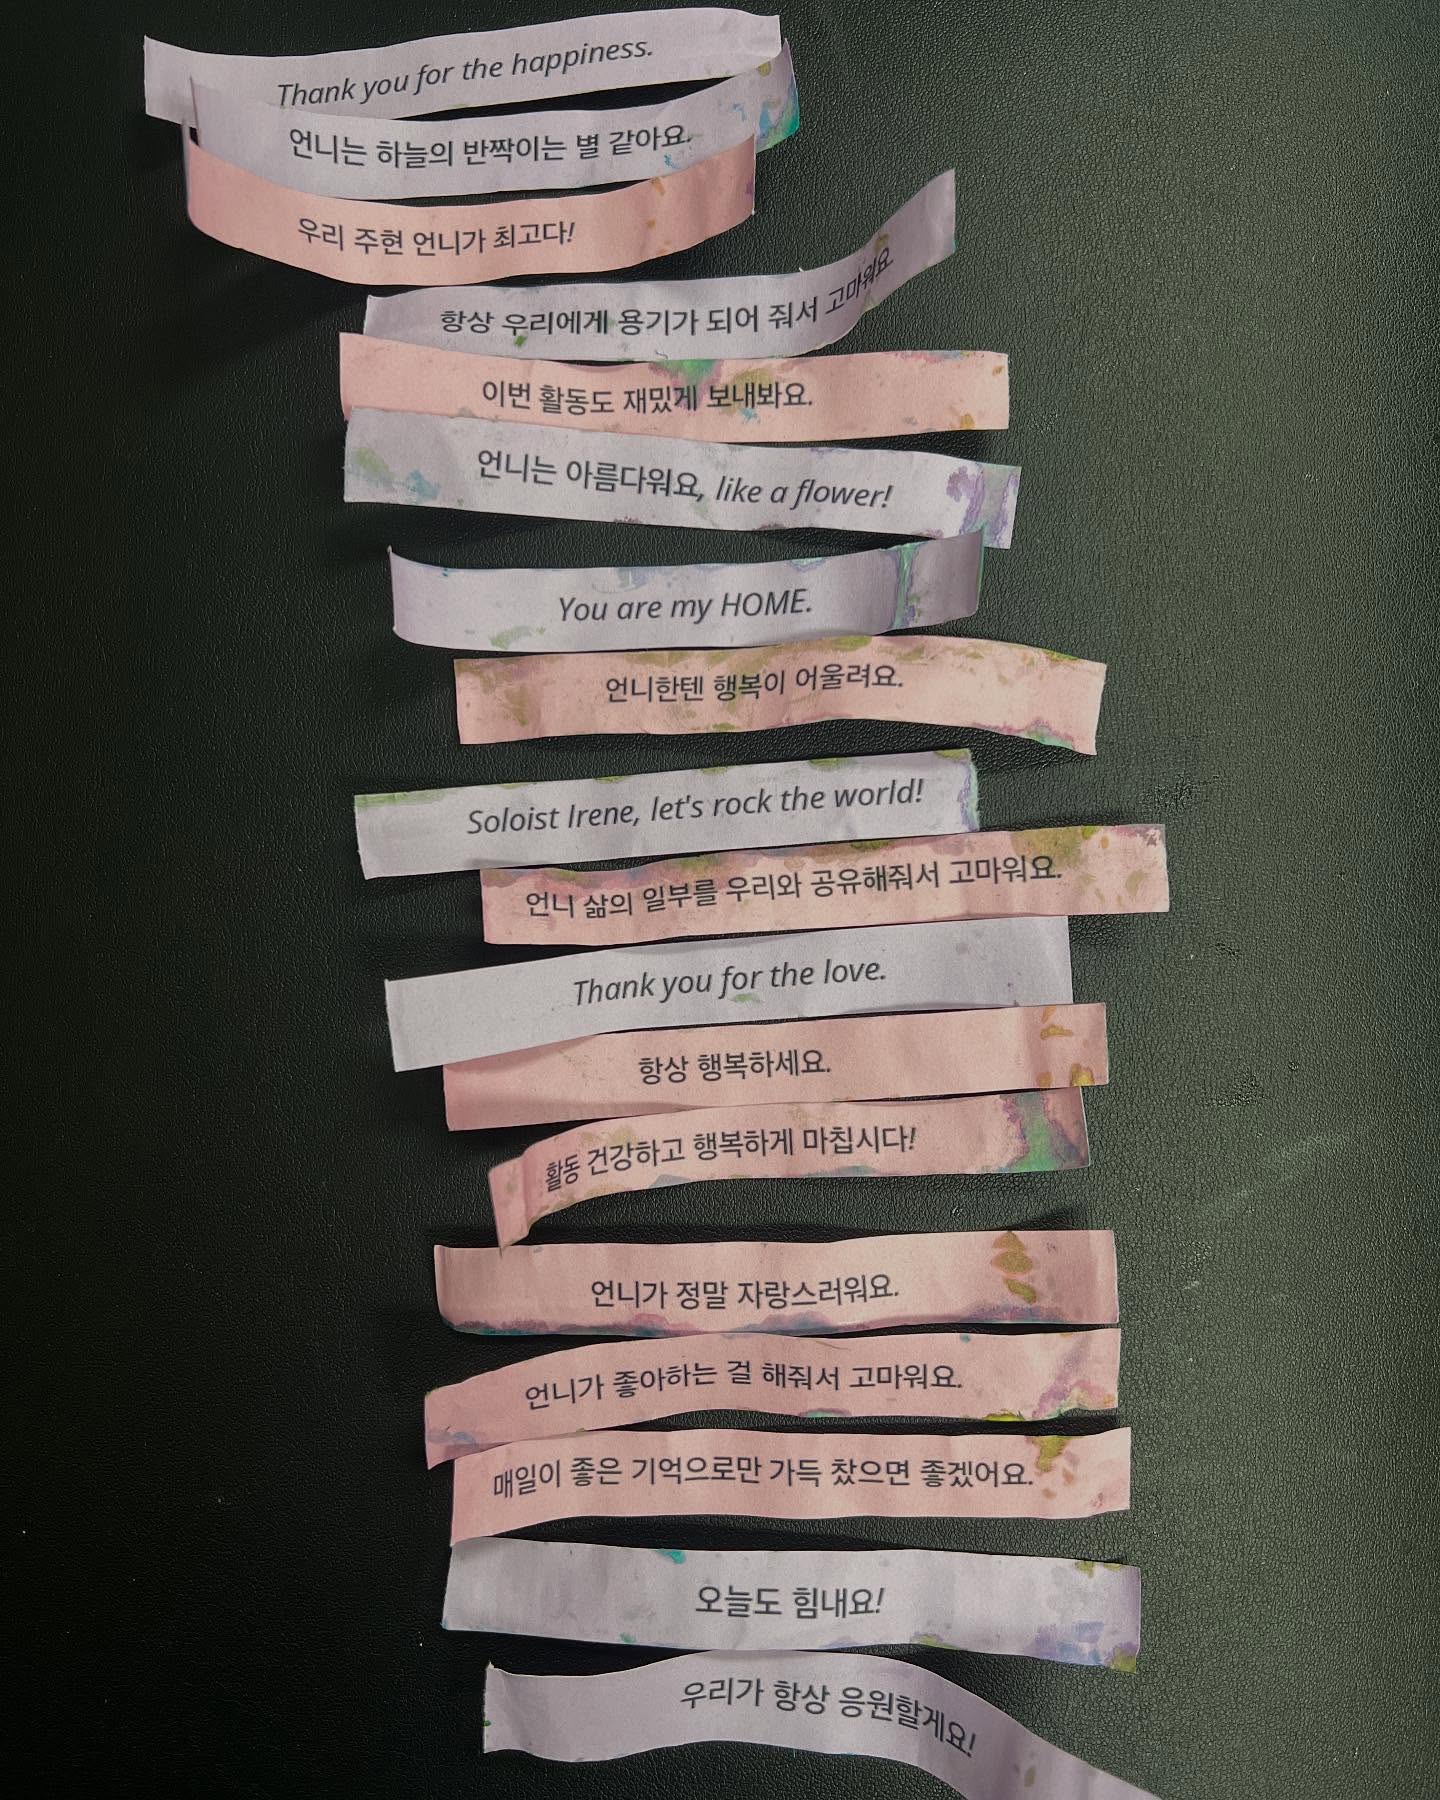 Thank you for the happiness.
언니는 하늘의 반짝이는 별 같아요.
우리 주현 언니가 최고다!
항상 우리에게 용기가 되어 줘서 고마워요
이번 활동도 재밌게 보내봐요.
언니는 아름다워요, like a flower!
You are my HOME.
언니한텐 행복이 어울려요.
Soloist Irene, let's rock the world!
언니 삶의 일부를 우리와 공유해줘서 고마워요.
Thank you for the love.
항상 행복하세요.
활동 건강하고 행복하게 마칩시다!
언니가 정말 자랑스러워요.
언니가 좋아하는 걸 해줘서 고마워요.
매일이 좋은 기억으로만 가득 찼으면 좋겠어요.
오늘도 힘내요!
우리가 항상 응원할게요!